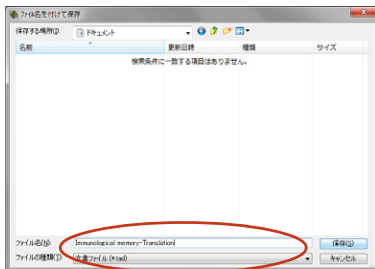 ファイル名を付けて保存
保存する場所(I): ドキュメント
名前 更新日時 種類 サイズ
検索条件に一致する項目はありません。
ファイル名(N): Immunological memory-Translation 保存(S)
ファイルの種類(T): 文書ファイル (*.tad) キャンセル